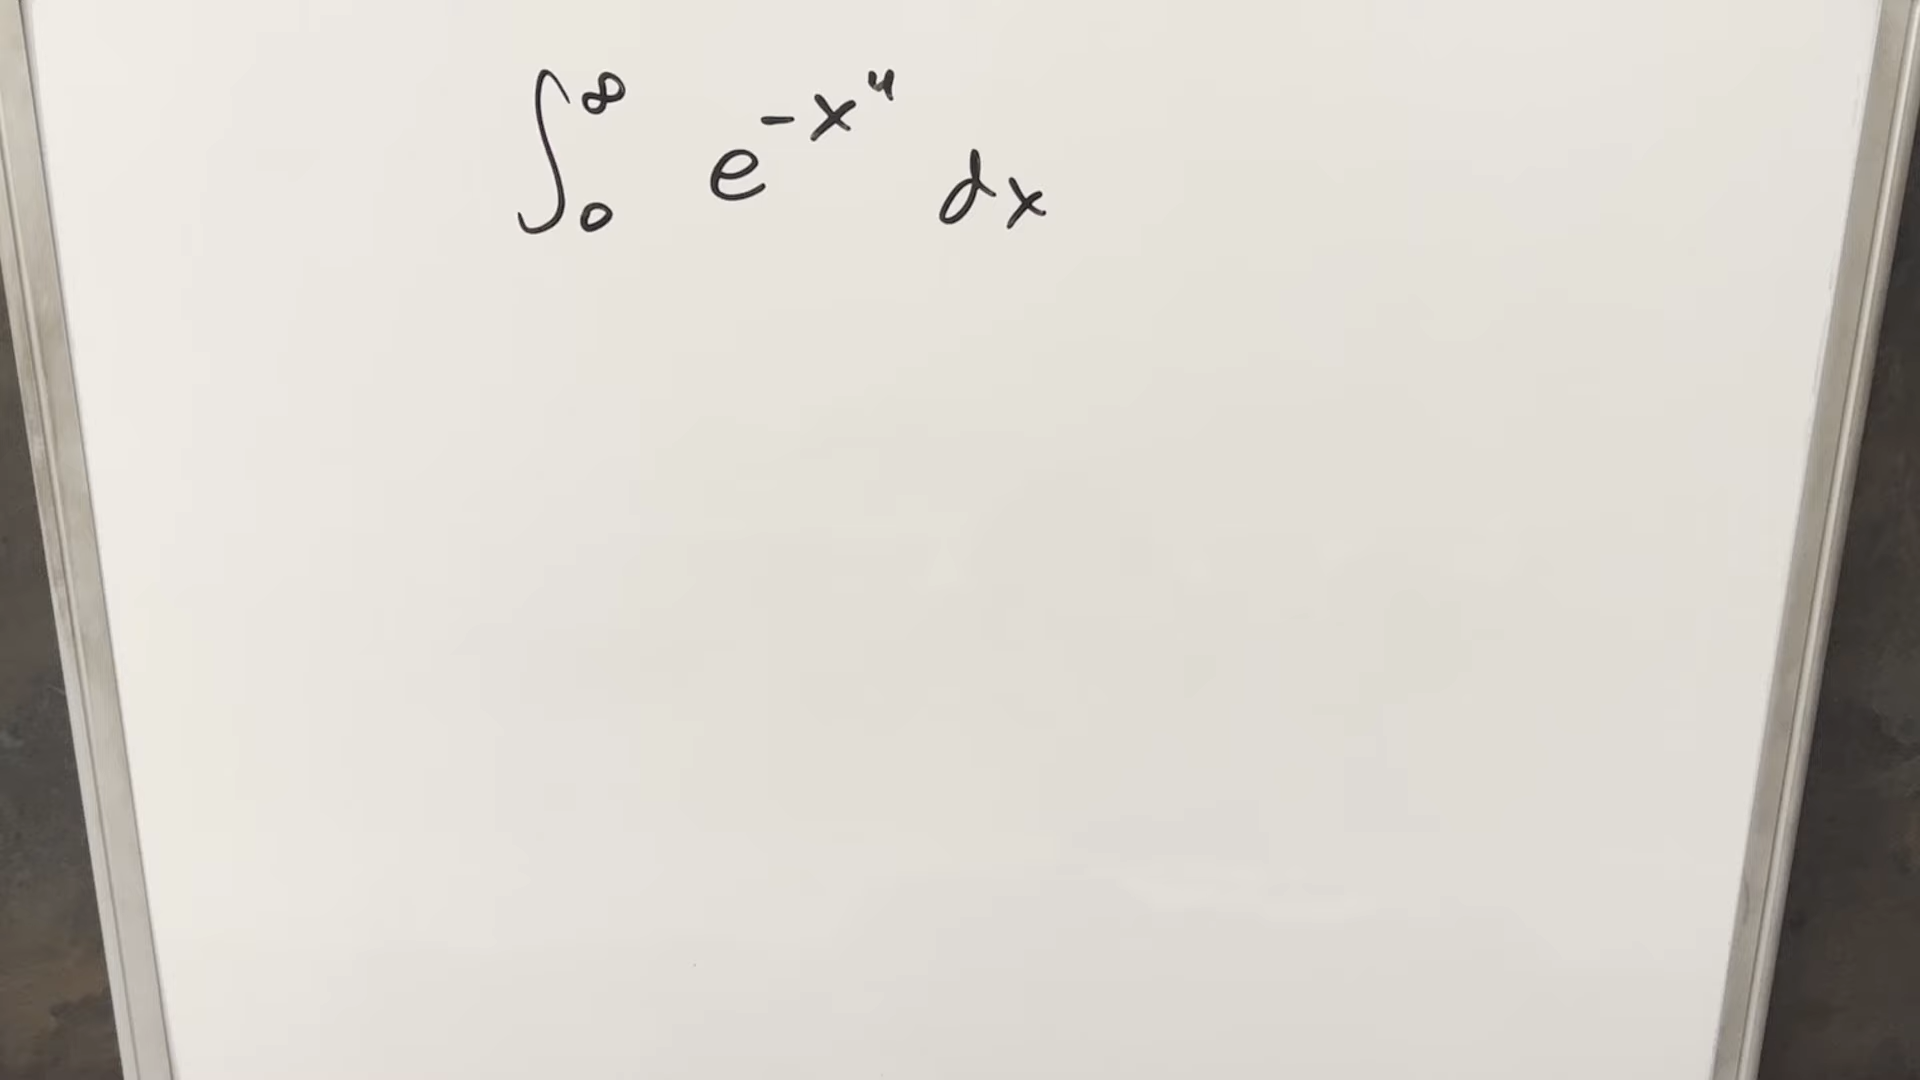 ∫₀^∞ e^{-x⁴} dx